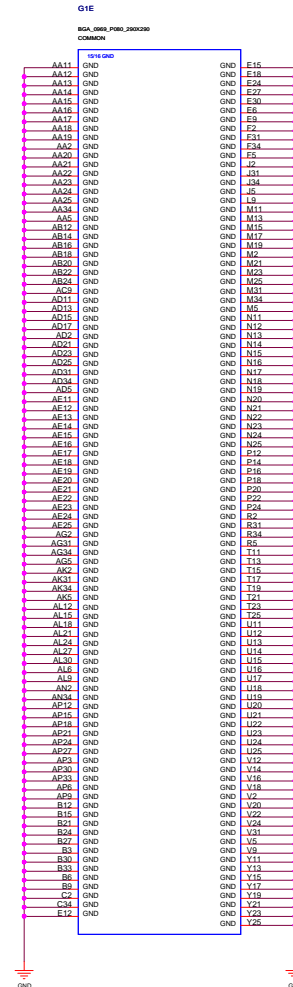 G1E
BGA_0969_P080_290X290
COMMON
15/16 GND
AA11 GND GND E15
AA12 GND GND E18
AA13 GND GND E24
AA14 GND GND E27
AA15 GND GND E30
AA16 GND GND E6
AA17 GND GND E9
AA18 GND GND F2
AA19 GND GND F31
AA2 GND GND F34
AA20 GND GND F5
AA21 GND GND J2
AA22 GND GND J31
AA23 GND GND J34
AA24 GND GND J5
AA25 GND GND L9
AA34 GND GND M11
AA5 GND GND M13
AB12 GND GND M15
AB14 GND GND M17
AB16 GND GND M19
AB18 GND GND M2
AB20 GND GND M21
AB22 GND GND M23
AB24 GND GND M25
AC9 GND GND M31
AD11 GND GND M34
AD13 GND GND M5
AD15 GND GND N11
AD17 GND GND N12
AD2 GND GND N13
AD21 GND GND N14
AD23 GND GND N15
AD25 GND GND N16
AD31 GND GND N17
AD34 GND GND N18
AD5 GND GND N19
AE11 GND GND N20
AE12 GND GND N21
AE13 GND GND N22
AE14 GND GND N23
AE15 GND GND N24
AE16 GND GND N25
AE17 GND GND P12
AE18 GND GND P14
AE19 GND GND P16
AE20 GND GND P18
AE21 GND GND P20
AE22 GND GND P22
AE23 GND GND P24
AE24 GND GND R2
AE25 GND GND R31
AG2 GND GND R34
AG31 GND GND R5
AG34 GND GND T11
AG5 GND GND T13
AK2 GND GND T15
AK31 GND GND T17
AK34 GND GND T19
AK5 GND GND T21
AL12 GND GND T23
AL15 GND GND T25
AL18 GND GND U11
AL21 GND GND U12
AL24 GND GND U13
AL27 GND GND U14
AL30 GND GND U15
AL6 GND GND U16
AL9 GND GND U17
AN2 GND GND U18
AN34 GND GND U19
AP12 GND GND U20
AP15 GND GND U21
AP18 GND GND U22
AP21 GND GND U23
AP24 GND GND U24
AP27 GND GND U25
AP3 GND GND V12
AP30 GND GND V14
AP33 GND GND V16
AP6 GND GND V18
AP9 GND GND V2
B12 GND GND V20
B15 GND GND V22
B21 GND GND V24
B24 GND GND V31
B27 GND GND V5
B3 GND GND V9
B30 GND GND Y11
B33 GND GND Y13
B6 GND GND Y15
B9 GND GND Y17
C2 GND GND Y19
C34 GND GND Y21
E12 GND GND Y23
GND Y25
GND